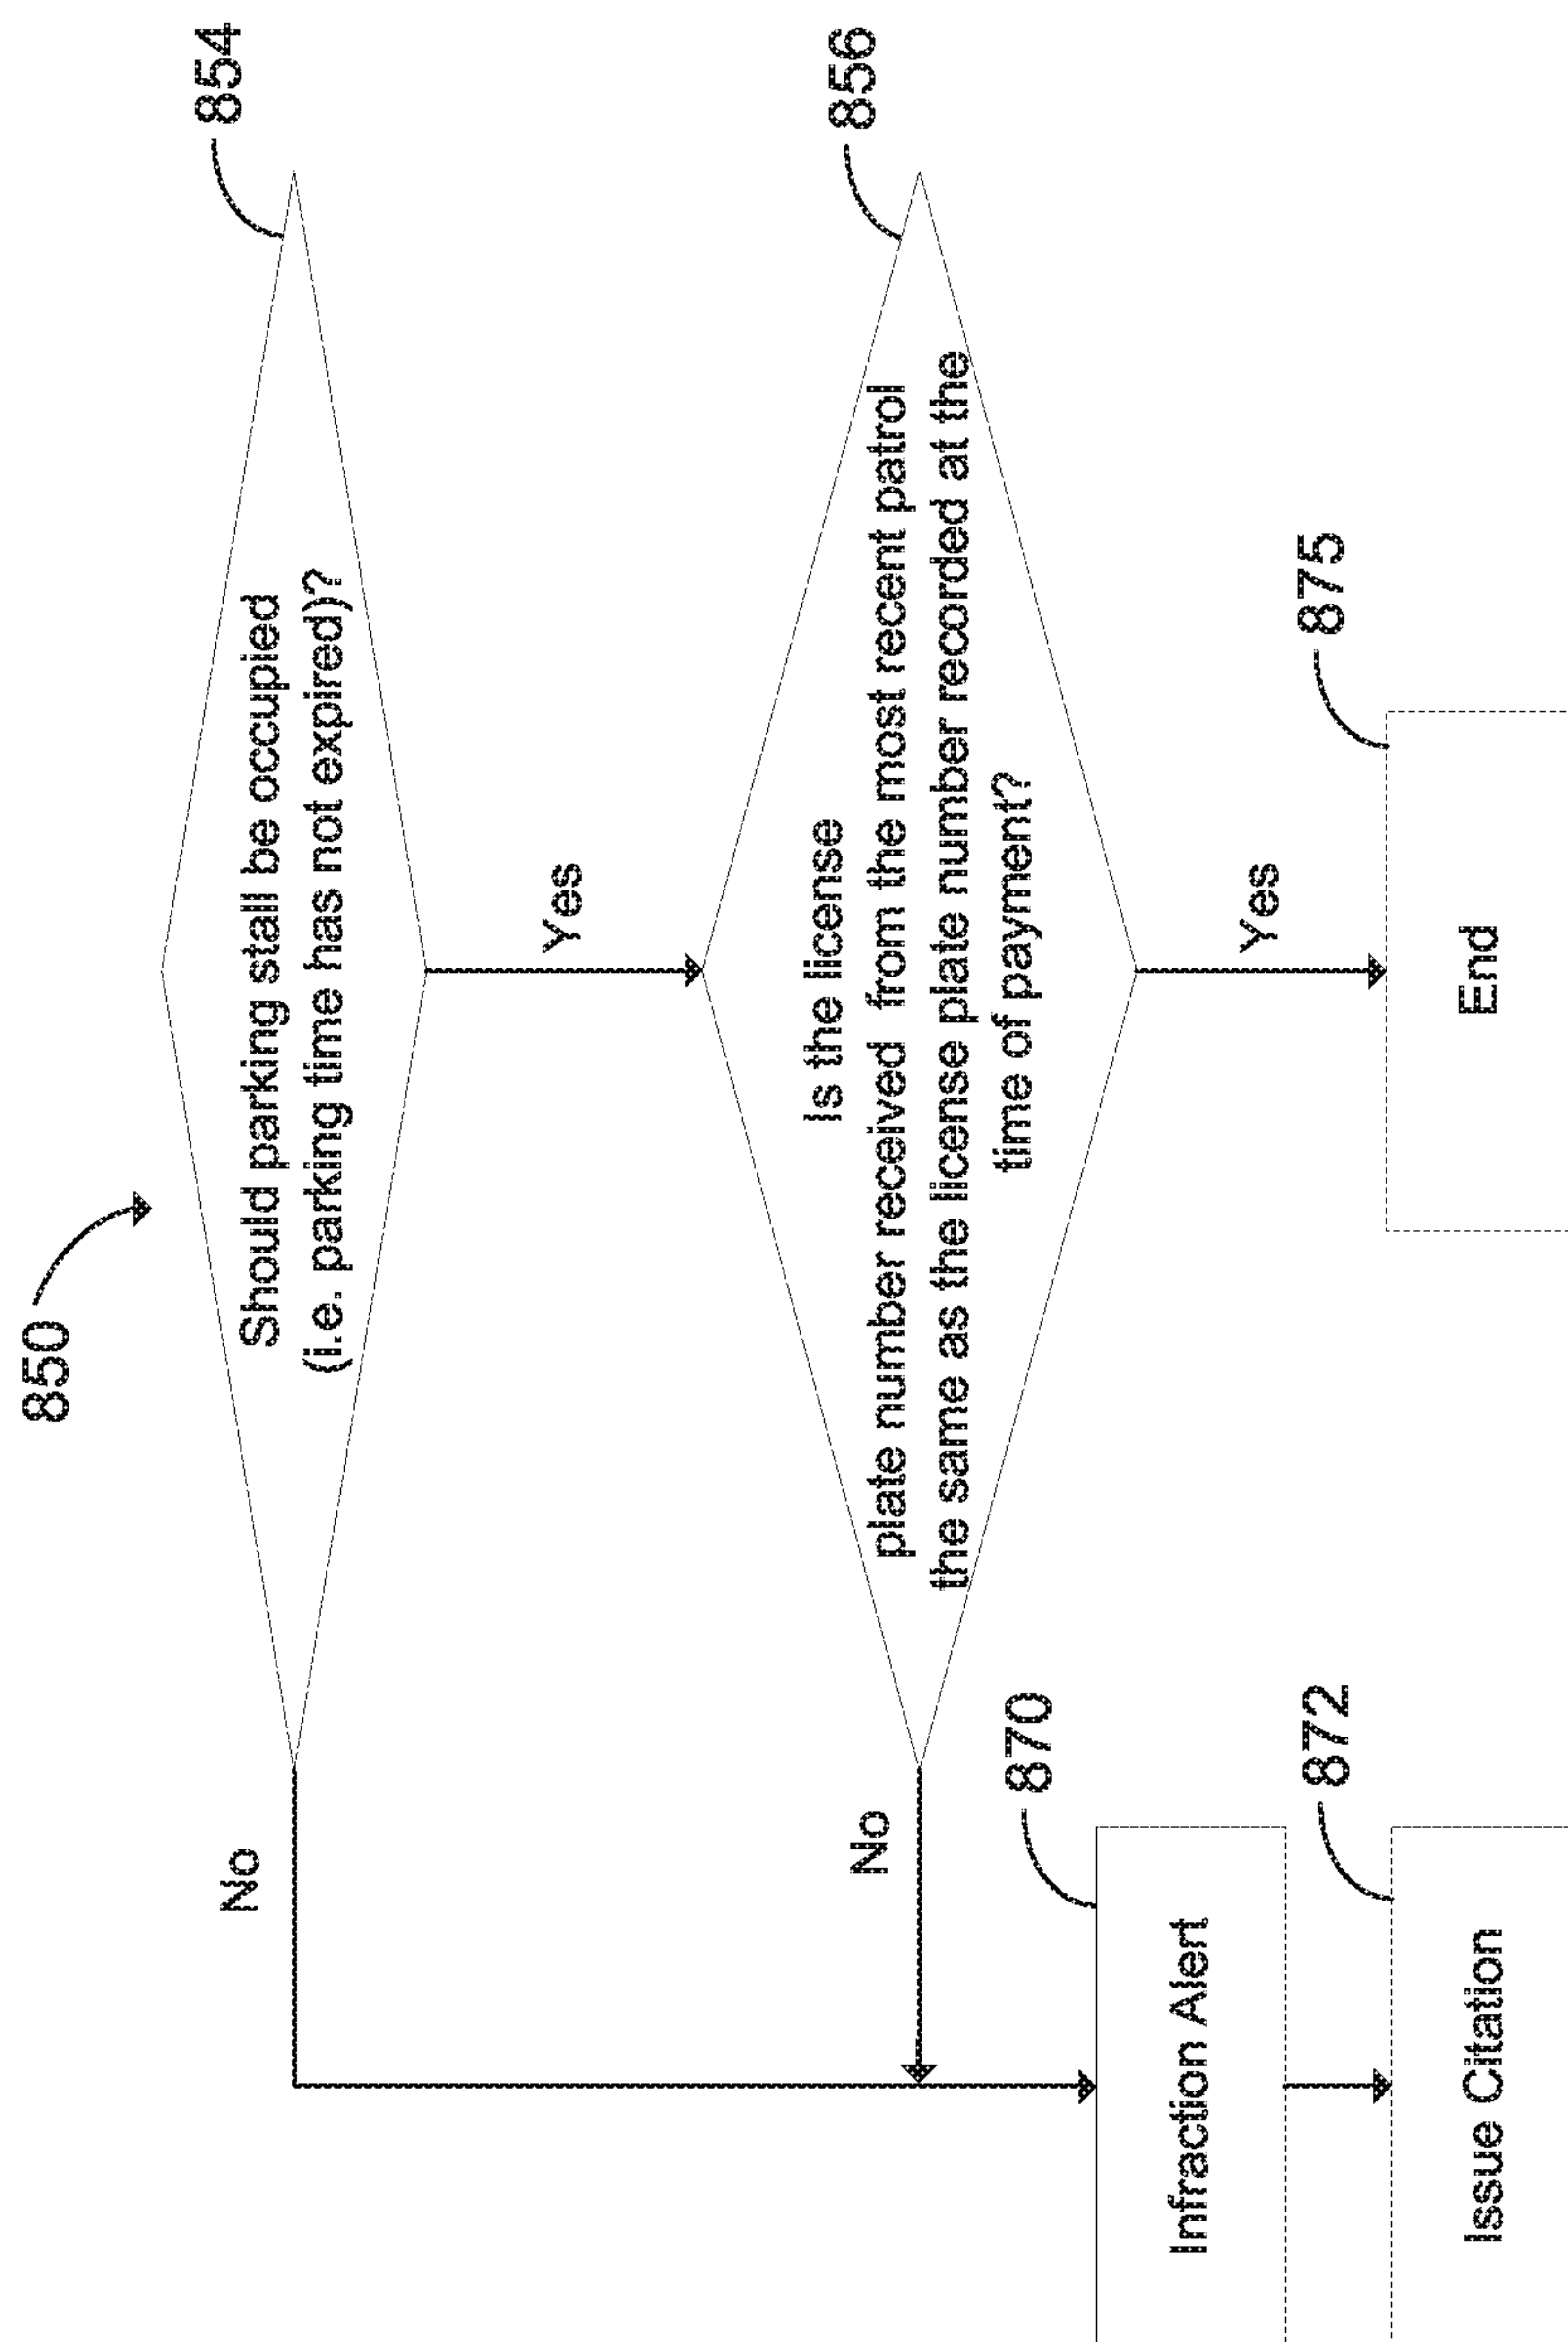 850
854
Should parking stall be occupied
(i.e. parking time has not expired)?
No
Yes
856
Is the license
plate number received from the most recent patrol
the same as the license plate number recorded at the
time of payment?
No
Yes
870
Infraction Alert
872
Issue Citation
875
End